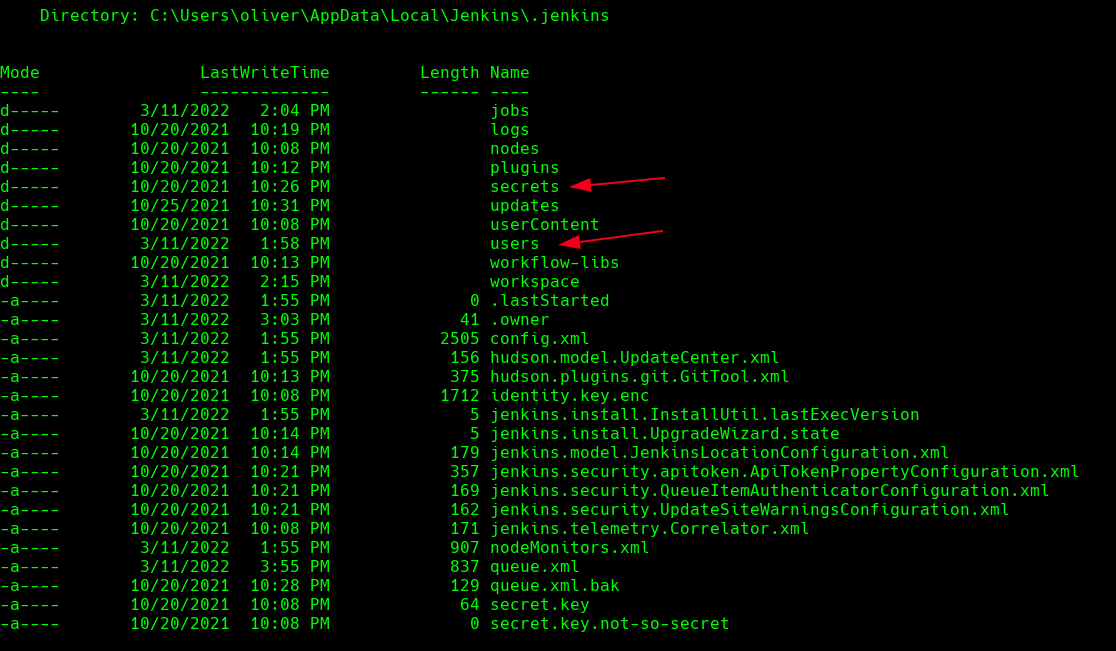 Directory: C:\Users\oliver\AppData\Local\Jenkins\.jenkins
Mode LastWriteTime Length Name
---- ------------- ------ ----
d----- 3/11/2022 2:04 PM jobs
d----- 10/20/2021 10:19 PM logs
d----- 10/20/2021 10:08 PM nodes
d----- 10/20/2021 10:12 PM plugins
d----- 10/20/2021 10:26 PM secrets
d----- 10/25/2021 10:31 PM updates
d----- 10/20/2021 10:08 PM userContent
d----- 3/11/2022 1:58 PM users
d----- 10/20/2021 10:13 PM workflow-libs
d----- 3/11/2022 2:15 PM workspace
-a---- 3/11/2022 1:55 PM 0 .lastStarted
-a---- 3/11/2022 3:03 PM 41 .owner
-a---- 3/11/2022 1:55 PM 2505 config.xml
-a---- 3/11/2022 1:55 PM 156 hudson.model.UpdateCenter.xml
-a---- 10/20/2021 10:13 PM 375 hudson.plugins.git.GitTool.xml
-a---- 10/20/2021 10:08 PM 1712 identity.key.enc
-a---- 3/11/2022 1:55 PM 5 jenkins.install.InstallUtil.lastExecVersion
-a---- 10/20/2021 10:14 PM 5 jenkins.install.UpgradeWizard.state
-a---- 10/20/2021 10:14 PM 179 jenkins.model.JenkinsLocationConfiguration.xml
-a---- 10/20/2021 10:21 PM 357 jenkins.security.apitoken.ApiTokenPropertyConfiguration.xml
-a---- 10/20/2021 10:21 PM 169 jenkins.security.QueueItemAuthenticatorConfiguration.xml
-a---- 10/20/2021 10:21 PM 162 jenkins.security.UpdateSiteWarningsConfiguration.xml
-a---- 10/20/2021 10:08 PM 171 jenkins.telemetry.Correlator.xml
-a---- 3/11/2022 1:55 PM 907 nodeMonitors.xml
-a---- 3/11/2022 3:55 PM 837 queue.xml
-a---- 10/20/2021 10:28 PM 129 queue.xml.bak
-a---- 10/20/2021 10:08 PM 64 secret.key
-a---- 10/20/2021 10:08 PM 0 secret.key.not-so-secret